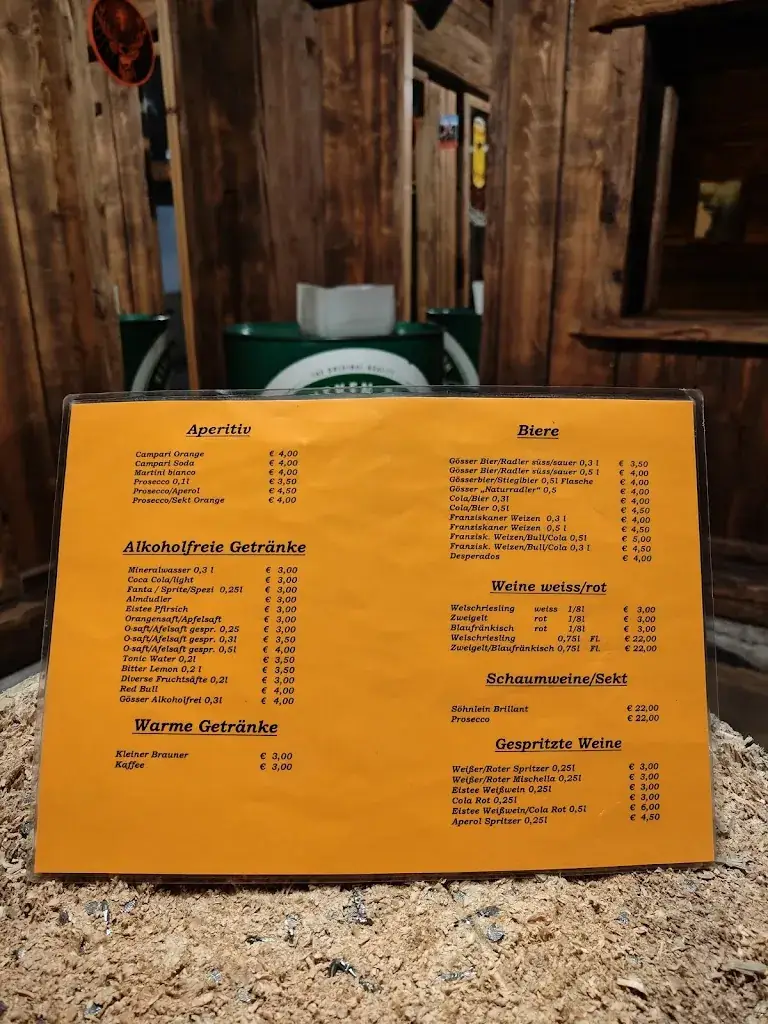 THE ORIGINAL QUALITY
Aperitiv
Campari Orange € 4,00
Campari Soda € 4,00
Martini bianco € 4,00
Prosecco 0,1l € 3,50
Prosecco/Aperol € 4,50
Prosecco/Sekt Orange € 4,00
Alkoholfreie Getränke
Mineralwasser 0,3 l € 3,00
Coca Cola/light € 3,00
Fanta / Sprite/Spezi 0,25l € 3,00
Almdudler € 3,00
Eistee Pfirsich € 3,00
Orangensaft/Apfelsaft € 3,00
O-saft/Afelsaft gespr. 0,25 € 3,00
O-saft/Afelsaft gespr. 0,3l € 3,50
O-saft/Afelsaft gespr. 0,5l € 4,00
Tonic Water 0,2l € 3,50
Bitter Lemon 0,2 l € 3,50
Diverse Fruchtsäfte 0,2l € 3,00
Red Bull € 4,00
Gösser Alkoholfrei 0,3l € 4,00
Warme Getränke
Kleiner Brauner € 3,00
Kaffee € 3,00
Biere
Gösser Bier/Radler süss/sauer 0,3 l € 3,50
Gösser Bier/Radler süss/sauer 0,5 l € 4,00
Gösserbier/Stieglbier 0,5l Flasche € 4,00
Gösser „Naturradler" 0,5 € 4,00
Cola/Bier 0,3l € 4,00
Cola/Bier 0,5l € 4,50
Franziskaner Weizen 0,3 l € 4,00
Franziskaner Weizen 0,5 l € 4,50
Franzisk. Weizen/Bull/Cola 0,5l € 5,00
Franzisk. Weizen/Bull/Cola 0,3 l € 4,50
Desperados € 4,00
Weine weiss/rot
Welschriesling weiss 1/8l € 3,00
Zweigelt rot 1/8l € 3,00
Blaufränkisch rot 1/8l € 3,00
Welschriesling 0,75l Fl. € 22,00
Zweigelt/Blaufränkisch 0,75l Fl. € 22,00
Schaumweine/Sekt
Söhnlein Brillant € 22,00
Prosecco € 22,00
Gespritzte Weine
Weißer/Roter Spritzer 0,25l € 3,00
Weißer/Roter Mischella 0,25l € 3,00
Eistee Weißwein 0,25l € 3,00
Cola Rot 0,25l € 3,00
Eistee Weißwein/Cola Rot 0,5l € 6,00
Aperol Spritzer 0,25l € 4,50